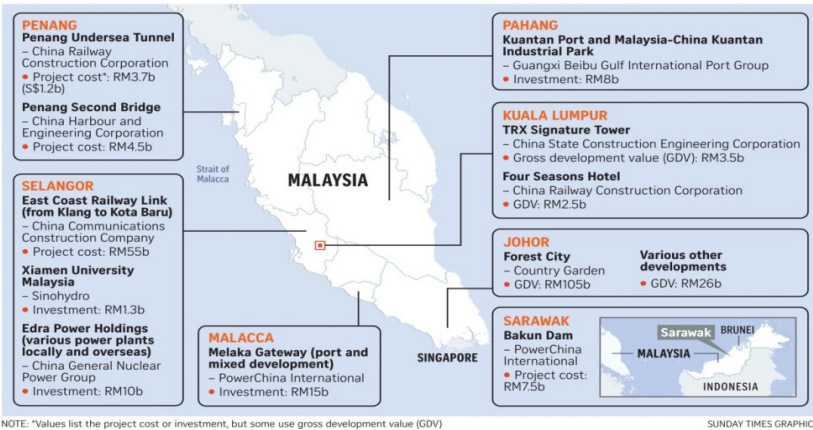 PENANG
Penang Undersea Tunnel
– China Railway
Construction Corporation
• Project cost*: RM3.7b
(S$1.2b)
Penang Second Bridge
– China Harbour and
Engineering Corporation
• Project cost: RM4.5b
SELANGOR
East Coast Railway Link
(from Klang to Kota Baru)
– China Communications
Construction Company
• Project cost: RM55b
Xiamen University
Malaysia
– Sinohydro
• Investment: RM1.3b
Edra Power Holdings
(various power plants
locally and overseas)
– China General Nuclear
Power Group
• Investment: RM10b
Strait of
Malacca
MALAYSIA
MALACCA
Melaka Gateway (port and
mixed development)
– PowerChina International
• Investment: RM15b
SINGAPORE
PAHANG
Kuantan Port and Malaysia-China Kuantan
Industrial Park
– Guangxi Beibu Gulf International Port Group
• Investment: RM8b
KUALA LUMPUR
TRX Signature Tower
– China State Construction Engineering Corporation
• Gross development value (GDV): RM3.5b
Four Seasons Hotel
– China Railway Construction Corporation
• GDV: RM2.5b
JOHOR
Forest City
– Country Garden
• GDV: RM105b
Various other
developments
• GDV: RM26b
SARAWAK
Bakun Dam
– PowerChina
International
• Project cost:
RM7.5b
Sarawak
BRUNEI
MALAYSIA
INDONESIA
NOTE: *Values list the project cost or investment, but some use gross development value (GDV)
SUNDAY TIMES GRAPHIC